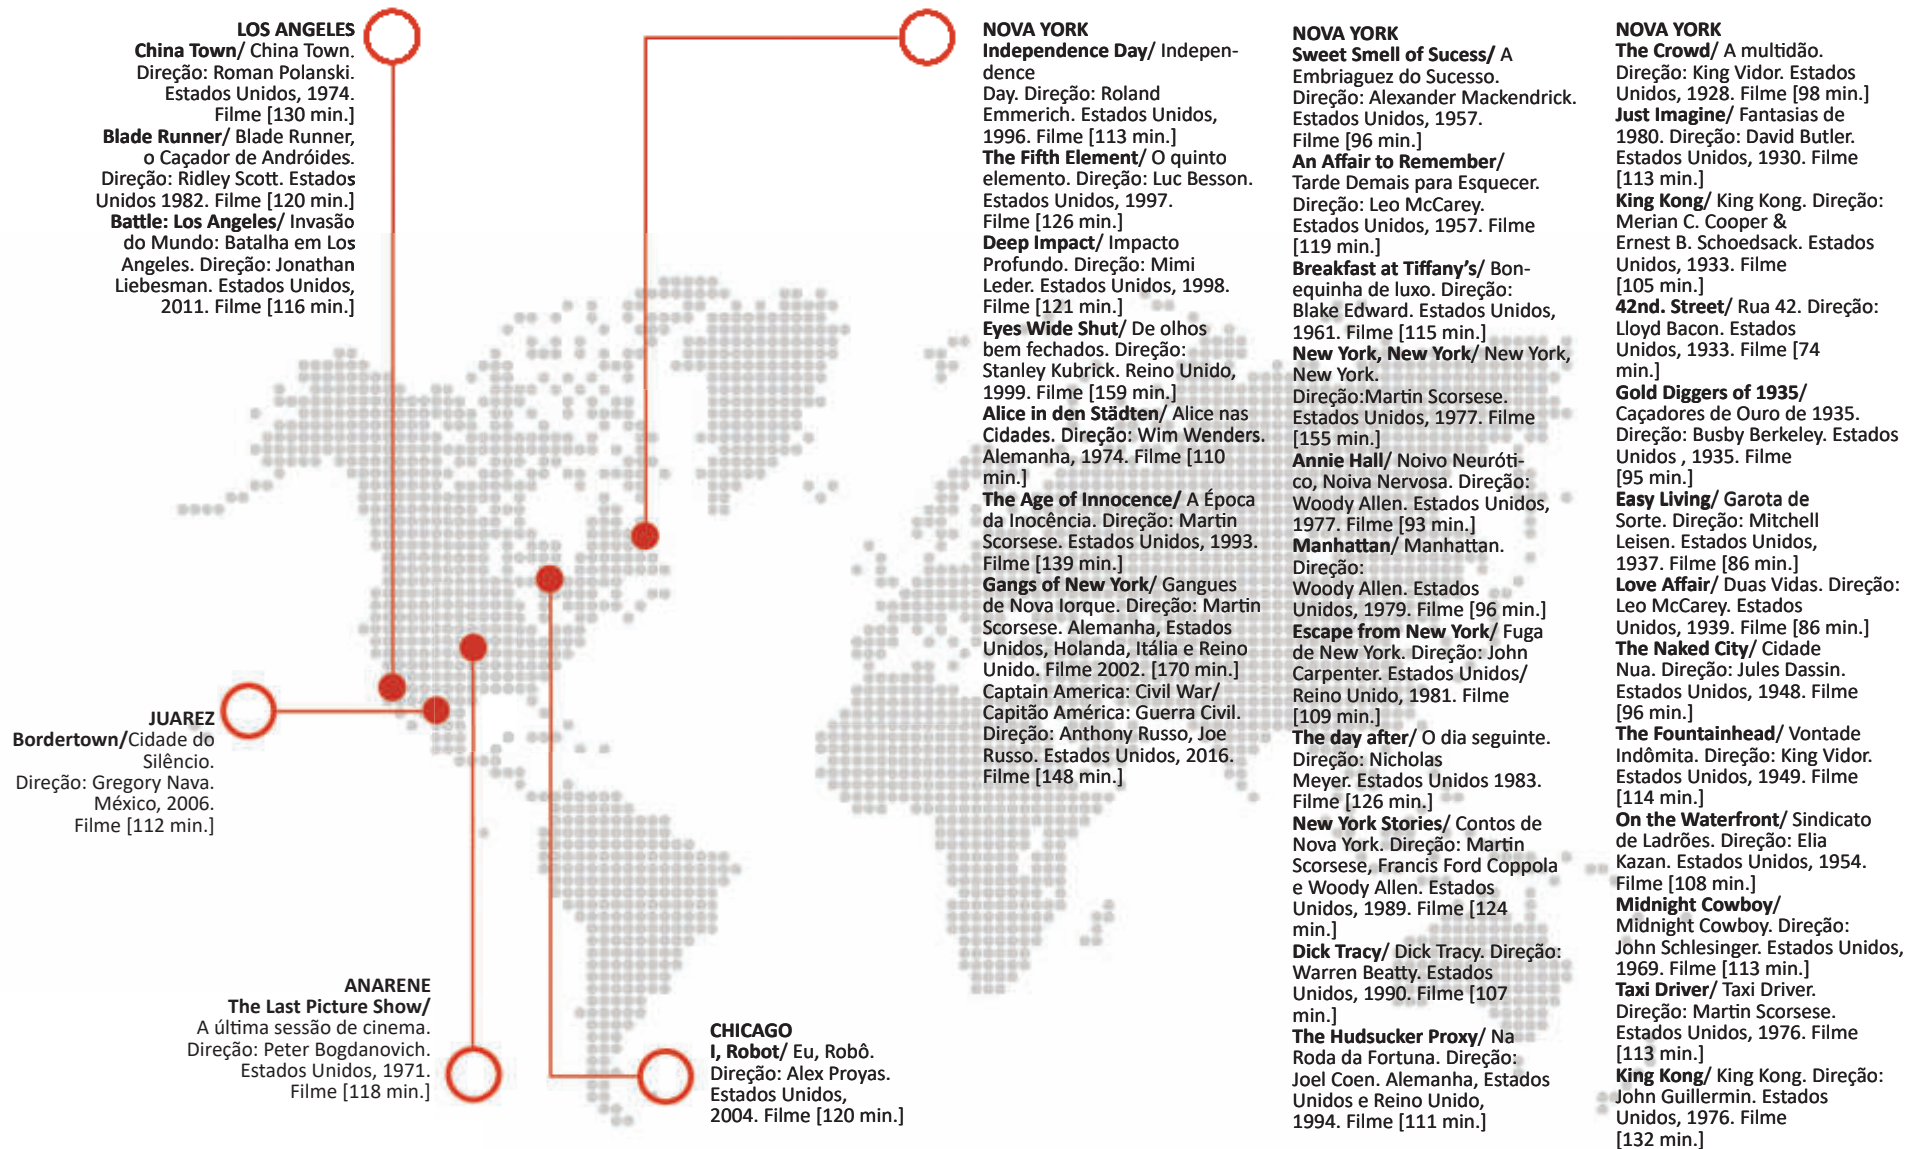 LOS ANGELES
China Town/ China Town.
Direção: Roman Polanski.
Estados Unidos, 1974.
Filme [130 min.]
Blade Runner/ Blade Runner,
o Caçador de Andróides.
Direção: Ridley Scott. Estados
Unidos 1982. Filme [120 min.]
Battle: Los Angeles/ Invasão
do Mundo: Batalha em Los
Angeles. Direção: Jonathan
Liebesman. Estados Unidos,
2011. Filme [116 min.]
JUAREZ
Bordertown/Cidade do
Silêncio.
Direção: Gregory Nava.
México, 2006.
Filme [112 min.]
ANARENE
The Last Picture Show/
A última sessão de cinema.
Direção: Peter Bogdanovich.
Estados Unidos, 1971.
Filme [118 min.]
CHICAGO
I, Robot/ Eu, Robô.
Direção: Alex Proyas.
Estados Unidos,
2004. Filme [120 min.]
NOVA YORK
Independence Day/ Indepen-
dence
Day. Direção: Roland
Emmerich. Estados Unidos,
1996. Filme [113 min.]
The Fifth Element/ O quinto
elemento. Direção: Luc Besson.
Estados Unidos, 1997.
Filme [126 min.]
Deep Impact/ Impacto
Profundo. Direção: Mimi
Leder. Estados Unidos, 1998.
Filme [121 min.]
Eyes Wide Shut/ De olhos
bem fechados. Direção:
Stanley Kubrick. Reino Unido,
1999. Filme [159 min.]
Alice in den Städten/ Alice nas
Cidades. Direção: Wim Wenders.
Alemanha, 1974. Filme [110
min.]
The Age of Innocence/ A Época
da Inocência. Direção: Martin
Scorsese. Estados Unidos, 1993.
Filme [139 min.]
Gangs of New York/ Gangues
de Nova Iorque. Direção: Martin
Scorsese. Alemanha, Estados
Unidos, Holanda, Itália e Reino
Unido. Filme 2002. [170 min.]
Captain America: Civil War/
Capitão América: Guerra Civil.
Direção: Anthony Russo, Joe
Russo. Estados Unidos, 2016.
Filme [148 min.]
NOVA YORK
Sweet Smell of Sucess/ A
Embriaguez do Sucesso.
Direção: Alexander Mackendrick.
Estados Unidos, 1957.
Filme [96 min.]
An Affair to Remember/
Tarde Demais para Esquecer.
Direção: Leo McCarey.
Estados Unidos, 1957. Filme
[119 min.]
Breakfast at Tiffany's/ Bon-
equinha de luxo. Direção:
Blake Edward. Estados Unidos,
1961. Filme [115 min.]
New York, New York/ New York,
New York.
Direção:Martin Scorsese.
Estados Unidos, 1977. Filme
[155 min.]
Annie Hall/ Noivo Neuróti-
co, Noiva Nervosa. Direção:
Woody Allen. Estados Unidos,
1977. Filme [93 min.]
Manhattan/ Manhattan.
Direção:
Woody Allen. Estados
Unidos, 1979. Filme [96 min.]
Escape from New York/ Fuga
de New York. Direção: John
Carpenter. Estados Unidos/
Reino Unido, 1981. Filme
[109 min.]
The day after/ O dia seguinte.
Direção: Nicholas
Meyer. Estados Unidos 1983.
Filme [126 min.]
New York Stories/ Contos de
Nova York. Direção: Martin
Scorsese, Francis Ford Coppola
e Woody Allen. Estados
Unidos, 1989. Filme [124
min.]
Dick Tracy/ Dick Tracy. Direção:
Warren Beatty. Estados
Unidos, 1990. Filme [107
min.]
The Hudsucker Proxy/ Na
Roda da Fortuna. Direção:
Joel Coen. Alemanha, Estados
Unidos e Reino Unido,
1994. Filme [111 min.]
NOVA YORK
The Crowd/ A multidão.
Direção: King Vidor. Estados
Unidos, 1928. Filme [98 min.]
Just Imagine/ Fantasias de
1980. Direção: David Butler.
Estados Unidos, 1930. Filme
[113 min.]
King Kong/ King Kong. Direção:
Merian C. Cooper &
Ernest B. Schoedsack. Estados
Unidos, 1933. Filme
[105 min.]
42nd. Street/ Rua 42. Direção:
Lloyd Bacon. Estados
Unidos, 1933. Filme [74
min.]
Gold Diggers of 1935/
Caçadores de Ouro de 1935.
Direção: Busby Berkeley. Estados
Unidos , 1935. Filme
[95 min.]
Easy Living/ Garota de
Sorte. Direção: Mitchell
Leisen. Estados Unidos,
1937. Filme [86 min.]
Love Affair/ Duas Vidas. Direção:
Leo McCarey. Estados
Unidos, 1939. Filme [86 min.]
The Naked City/ Cidade
Nua. Direção: Jules Dassin.
Estados Unidos, 1948. Filme
[96 min.]
The Fountainhead/ Vontade
Indômita. Direção: King Vidor.
Estados Unidos, 1949. Filme
[114 min.]
On the Waterfront/ Sindicato
de Ladrões. Direção: Elia
Kazan. Estados Unidos, 1954.
Filme [108 min.]
Midnight Cowboy/
Midnight Cowboy. Direção:
John Schlesinger. Estados Unidos,
1969. Filme [113 min.]
Taxi Driver/ Taxi Driver.
Direção: Martin Scorsese.
Estados Unidos, 1976. Filme
[113 min.]
King Kong/ King Kong. Direção:
John Guillermin. Estados
Unidos, 1976. Filme
[132 min.]